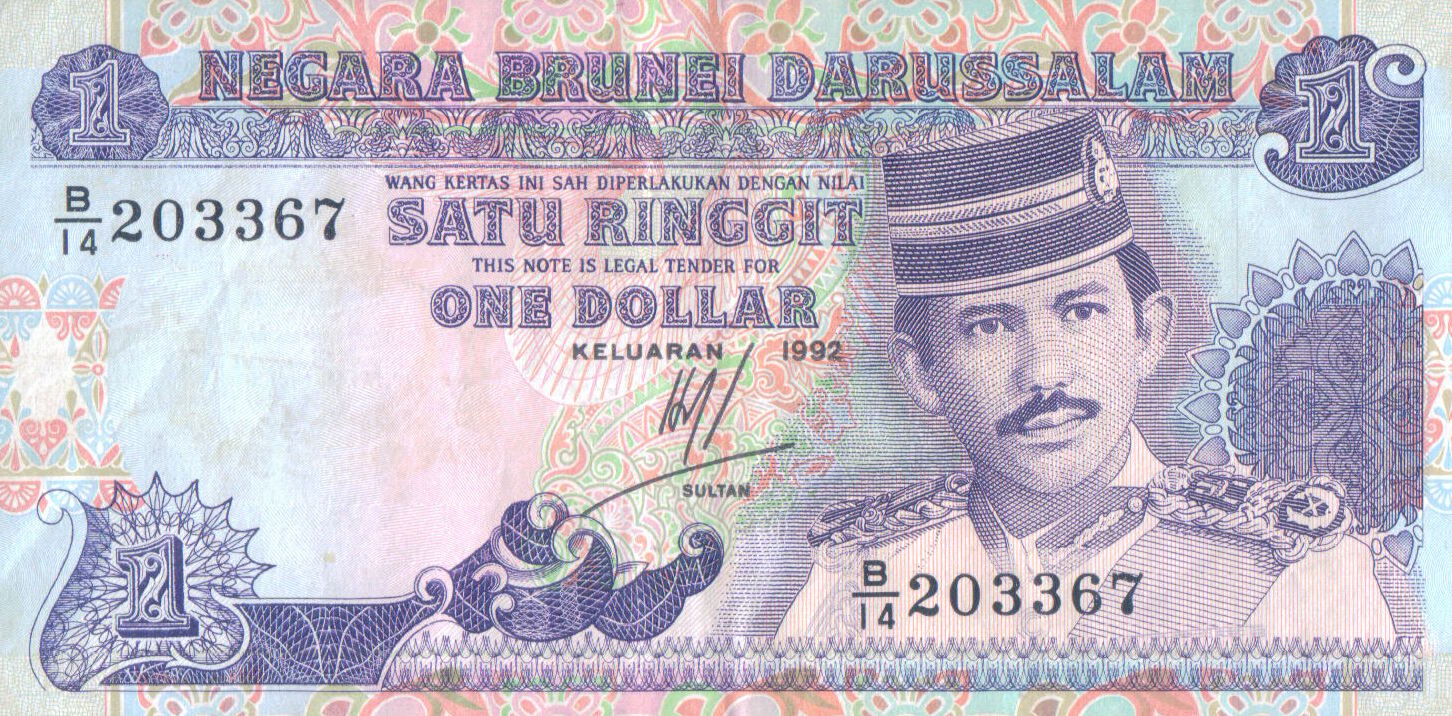 1 NEGARA BRUNEI DARUSSALAM 1
B/14 203367
WANG KERTAS INI SAH DIPERLAKUKAN DENGAN NILAI
SATU RINGGIT
THIS NOTE IS LEGAL TENDER FOR
ONE DOLLAR
KELUARAN 1992
SULTAN
1
B/14 203367